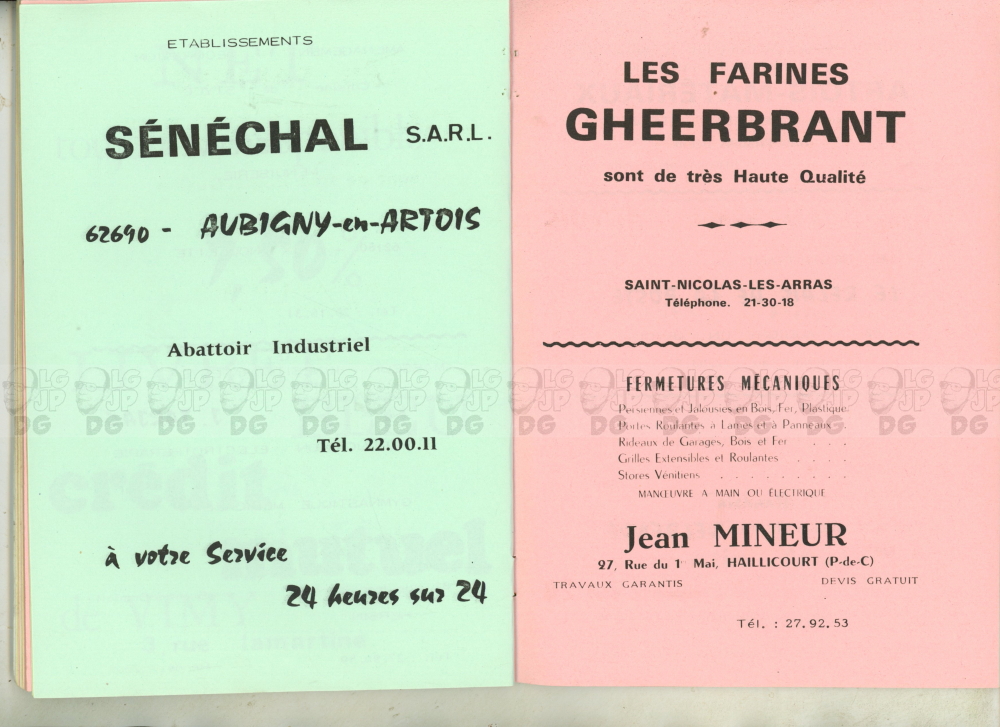 ETABLISSEMENTS
SÉNÉCHAL S.A.R.L.
62690 - AUBIGNY-en-ARTOIS
Abattoir Industriel
Tél. 22.00.11
à votre Service
24 heures sur 24
LES FARINES
GHEERBRANT
sont de très Haute Qualité
SAINT-NICOLAS-LES-ARRAS
Téléphone. 21-30-18
FERMETURES MÉCANIQUES
Persiennes et Jalousies en Bois, Fer, Plastique.
Portes Roulantes à Lames et à Panneaux .
Rideaux de Garages, Bois et Fer . . .
Grilles Extensibles et Roulantes . . . .
Stores Vénitiens . . . . . . . . .
MANŒUVRE A MAIN OU ÉLECTRIQUE
Jean MINEUR
27, Rue du 1er Mai, HAILLICOURT (P-de-C)
TRAVAUX GARANTIS DEVIS GRATUIT
Tél. : 27.92.53